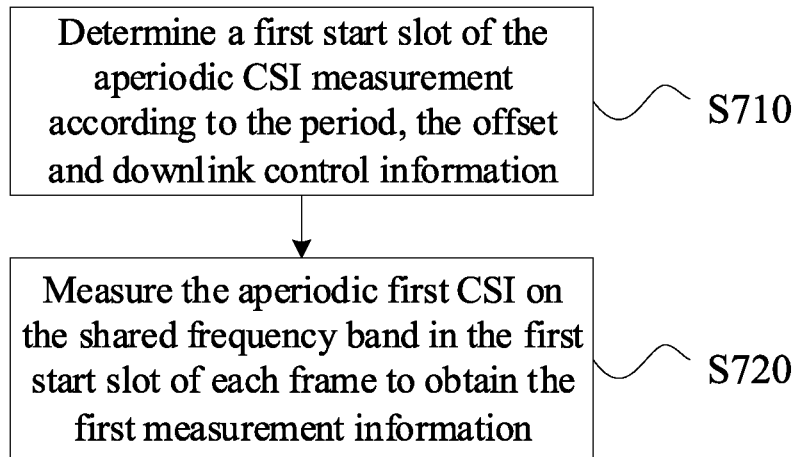 Determine a first start slot of the
aperiodic CSI measurement
according to the period, the offset
and downlink control information
S710
Measure the aperiodic first CSI on
the shared frequency band in the first
start slot of each frame to obtain the
first measurement information
S720